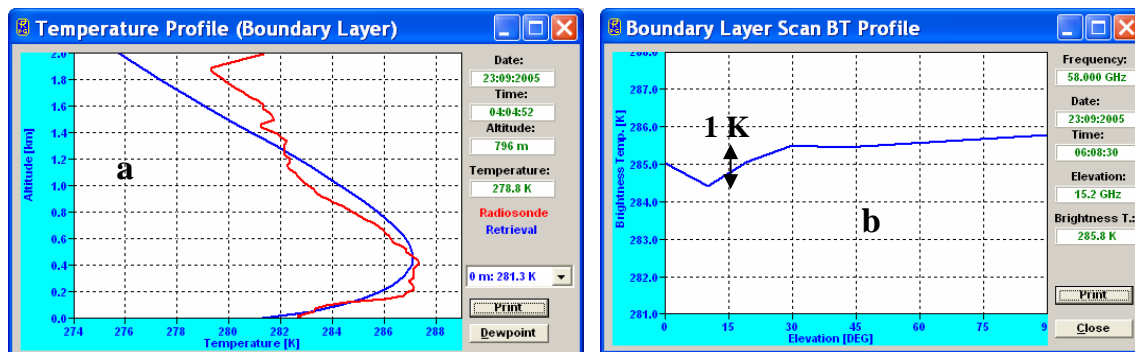 Temperature Profile (Boundary Layer)
2.0
1.8
1.6
1.4
1.2
1.0
0.8
0.6
0.4
0.2
0.0
Altitude [km]
a
274
276
278
280
282
284
286
288
Temperature [K]
Date:
23:09:2005
Time:
04:04:52
Altitude:
796 m
Temperature:
278.8 K
Radiosonde
Retrieval
0 m: 281.3 K
Print
Dewpoint
Boundary Layer Scan BT Profile
288.0
287.0
286.0
285.0
284.0
283.0
282.0
281.0
Brightness Temp. [K]
1 K
b
0
15
30
45
60
75
9
Elevation [DEG]
Frequency:
58.000 GHz
Date:
23:09:2005
Time:
06:08:30
Elevation:
15.2 GHz
Brightness T.:
285.8 K
Print
Close